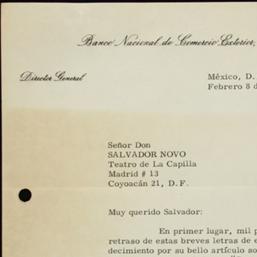 Banco Nacional de Comercio Exterior,
Director General
México, D.
Febrero 8 d
Señor Don
SALVADOR NOVO
Teatro de La Capilla
Madrid # 13
Coyoacán 21, D. F.
Muy querido Salvador:
En primer lugar, mil p
retraso de estas breves letras de
decimiento por su bello artículo so